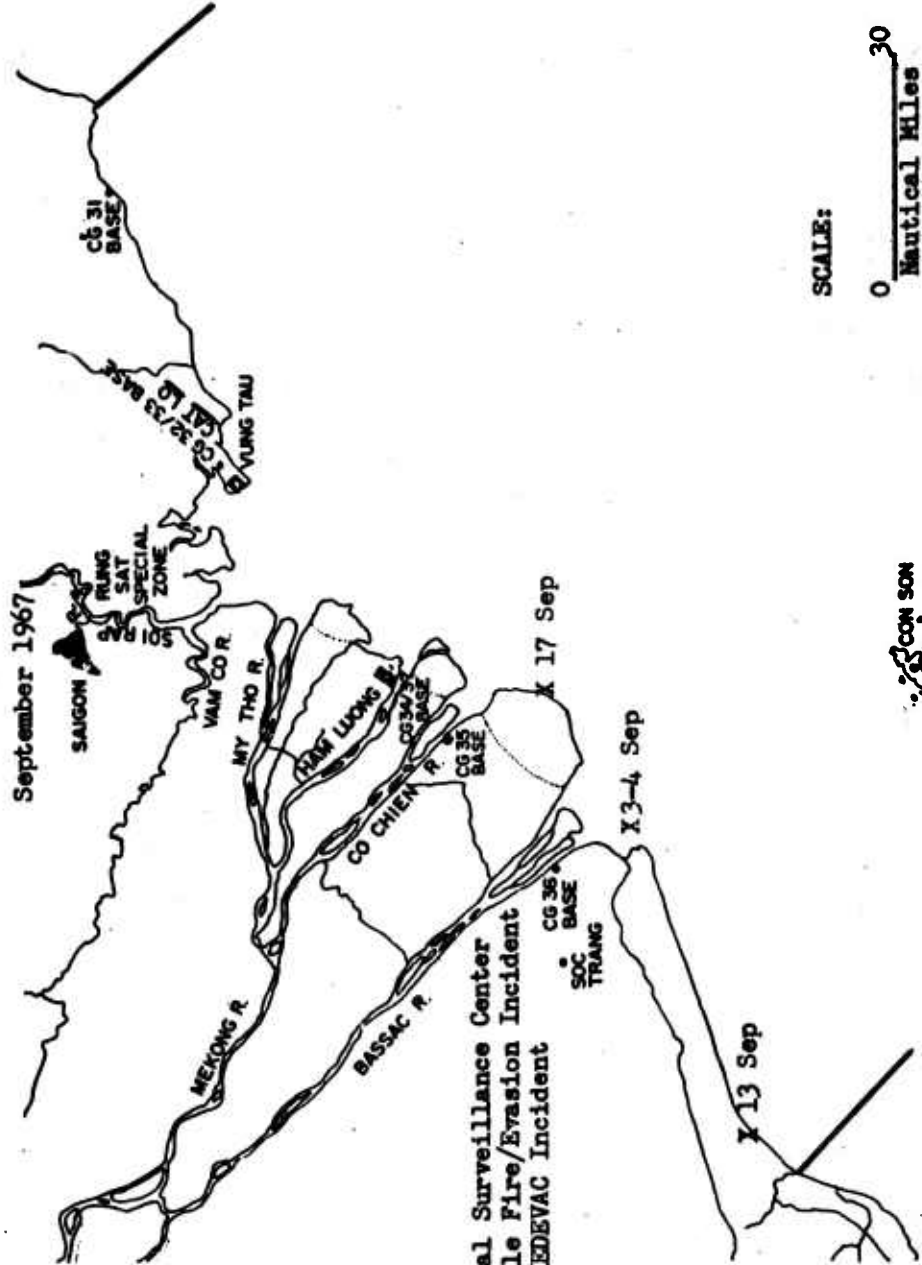 September 1967
SAIGON
RUNG
SAT
SPECIAL
ZONE
SOI RAP R.
VAM CO R.
MY THO R.
HAM LUONG R.
CG 34/37
BASE
CO CHIEN R.
CG 35
BASE
MEKONG R.
BASSAC R.
CG 36
BASE
SOC
TRANG
CG 31
BASE
CG 32/33 BASE
CAT LO
VUNG TAU
X 17 Sep
X 3-4 Sep
X 13 Sep
CON SON
al Surveillance Center
le Fire/Evasion Incident
EDEVAC Incident
SCALE:
0 30
Nautical Miles